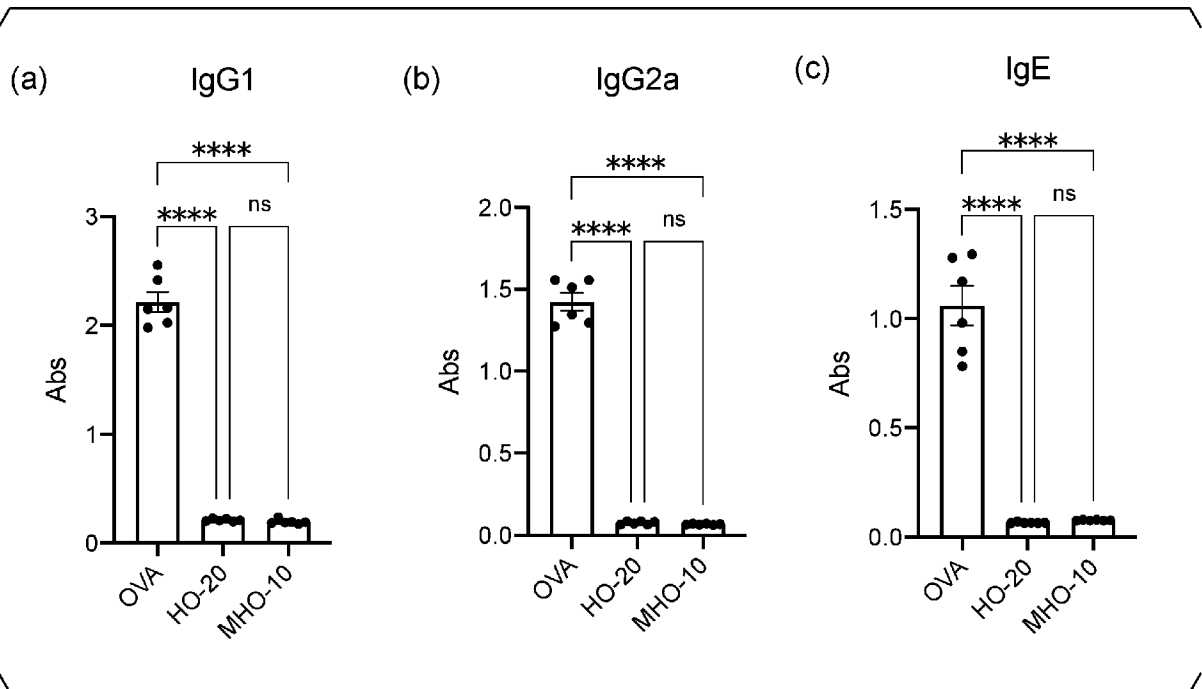 (a) IgG1
****
**** ns
3
2
1
0
Abs
OVA
HO-20
MHO-10
(b) IgG2a
****
**** ns
2.0
1.5
1.0
0.5
0.0
Abs
OVA
HO-20
MHO-10
(c) IgE
****
**** ns
1.5
1.0
0.5
0.0
Abs
OVA
HO-20
MHO-10